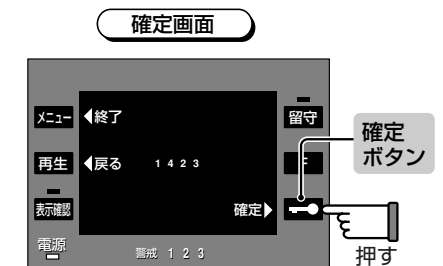 確定画面
メニュー
終了
留守
再生
戻る
1 4 2 3
確定
ボタン
表示確認
確定
電源
警戒 1 2 3
押す